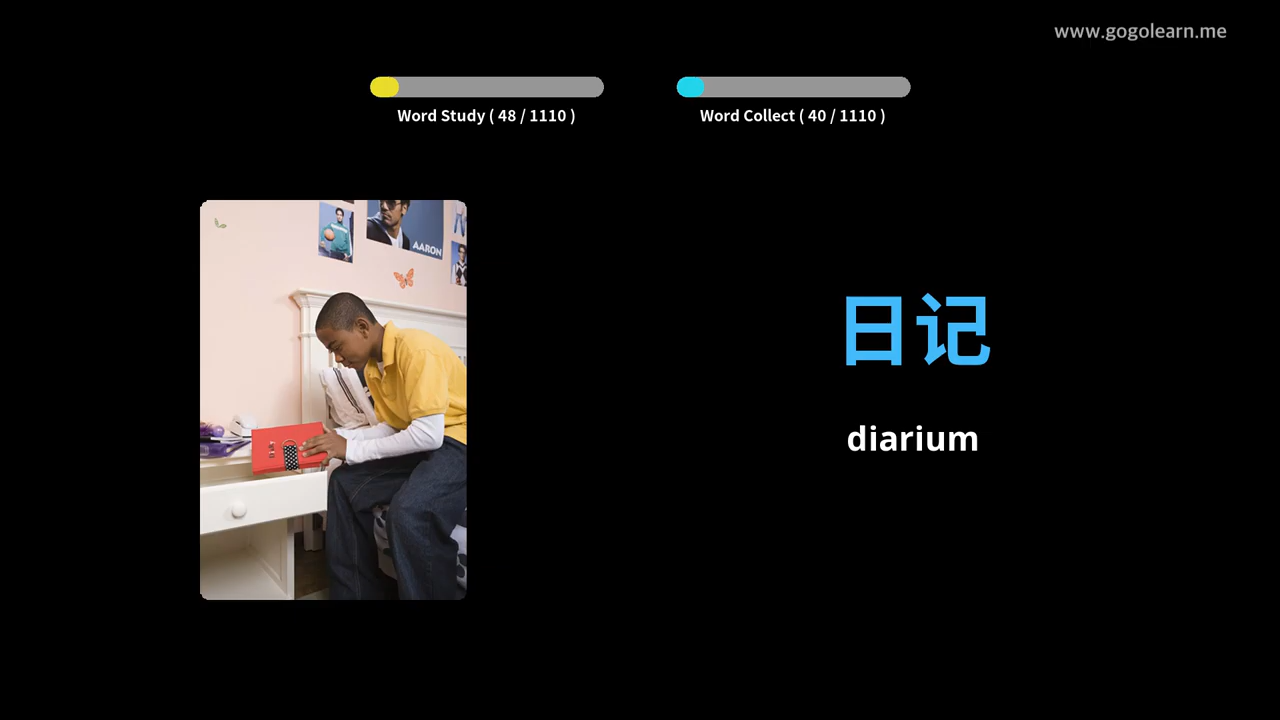 www.gogolearn.me
Word Study ( 48 / 1110 )
Word Collect ( 40 / 1110 )
AARON
日记
diarium